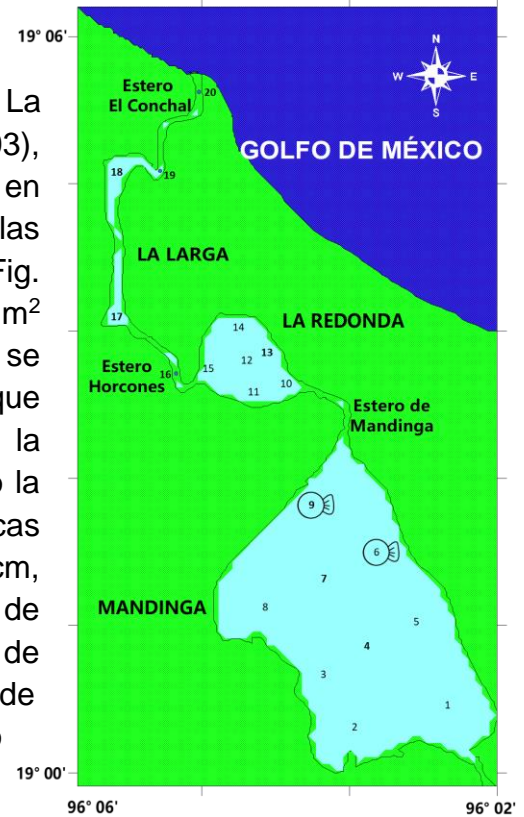 La
93),
en
las
Fig.
m²
se
que
la
o la
cas
cm,
de
de
de
19° 06'
N
W E
S
Estero
El Conchal
20
GOLFO DE MÉXICO
18
19
LA LARGA
17
LA REDONDA
14
13
12
15
16
Estero
Horcones
10
11
Estero de
Mandinga
9
6
7
MANDINGA
8
5
4
3
1
2
19° 00'
96° 06'
96° 02'